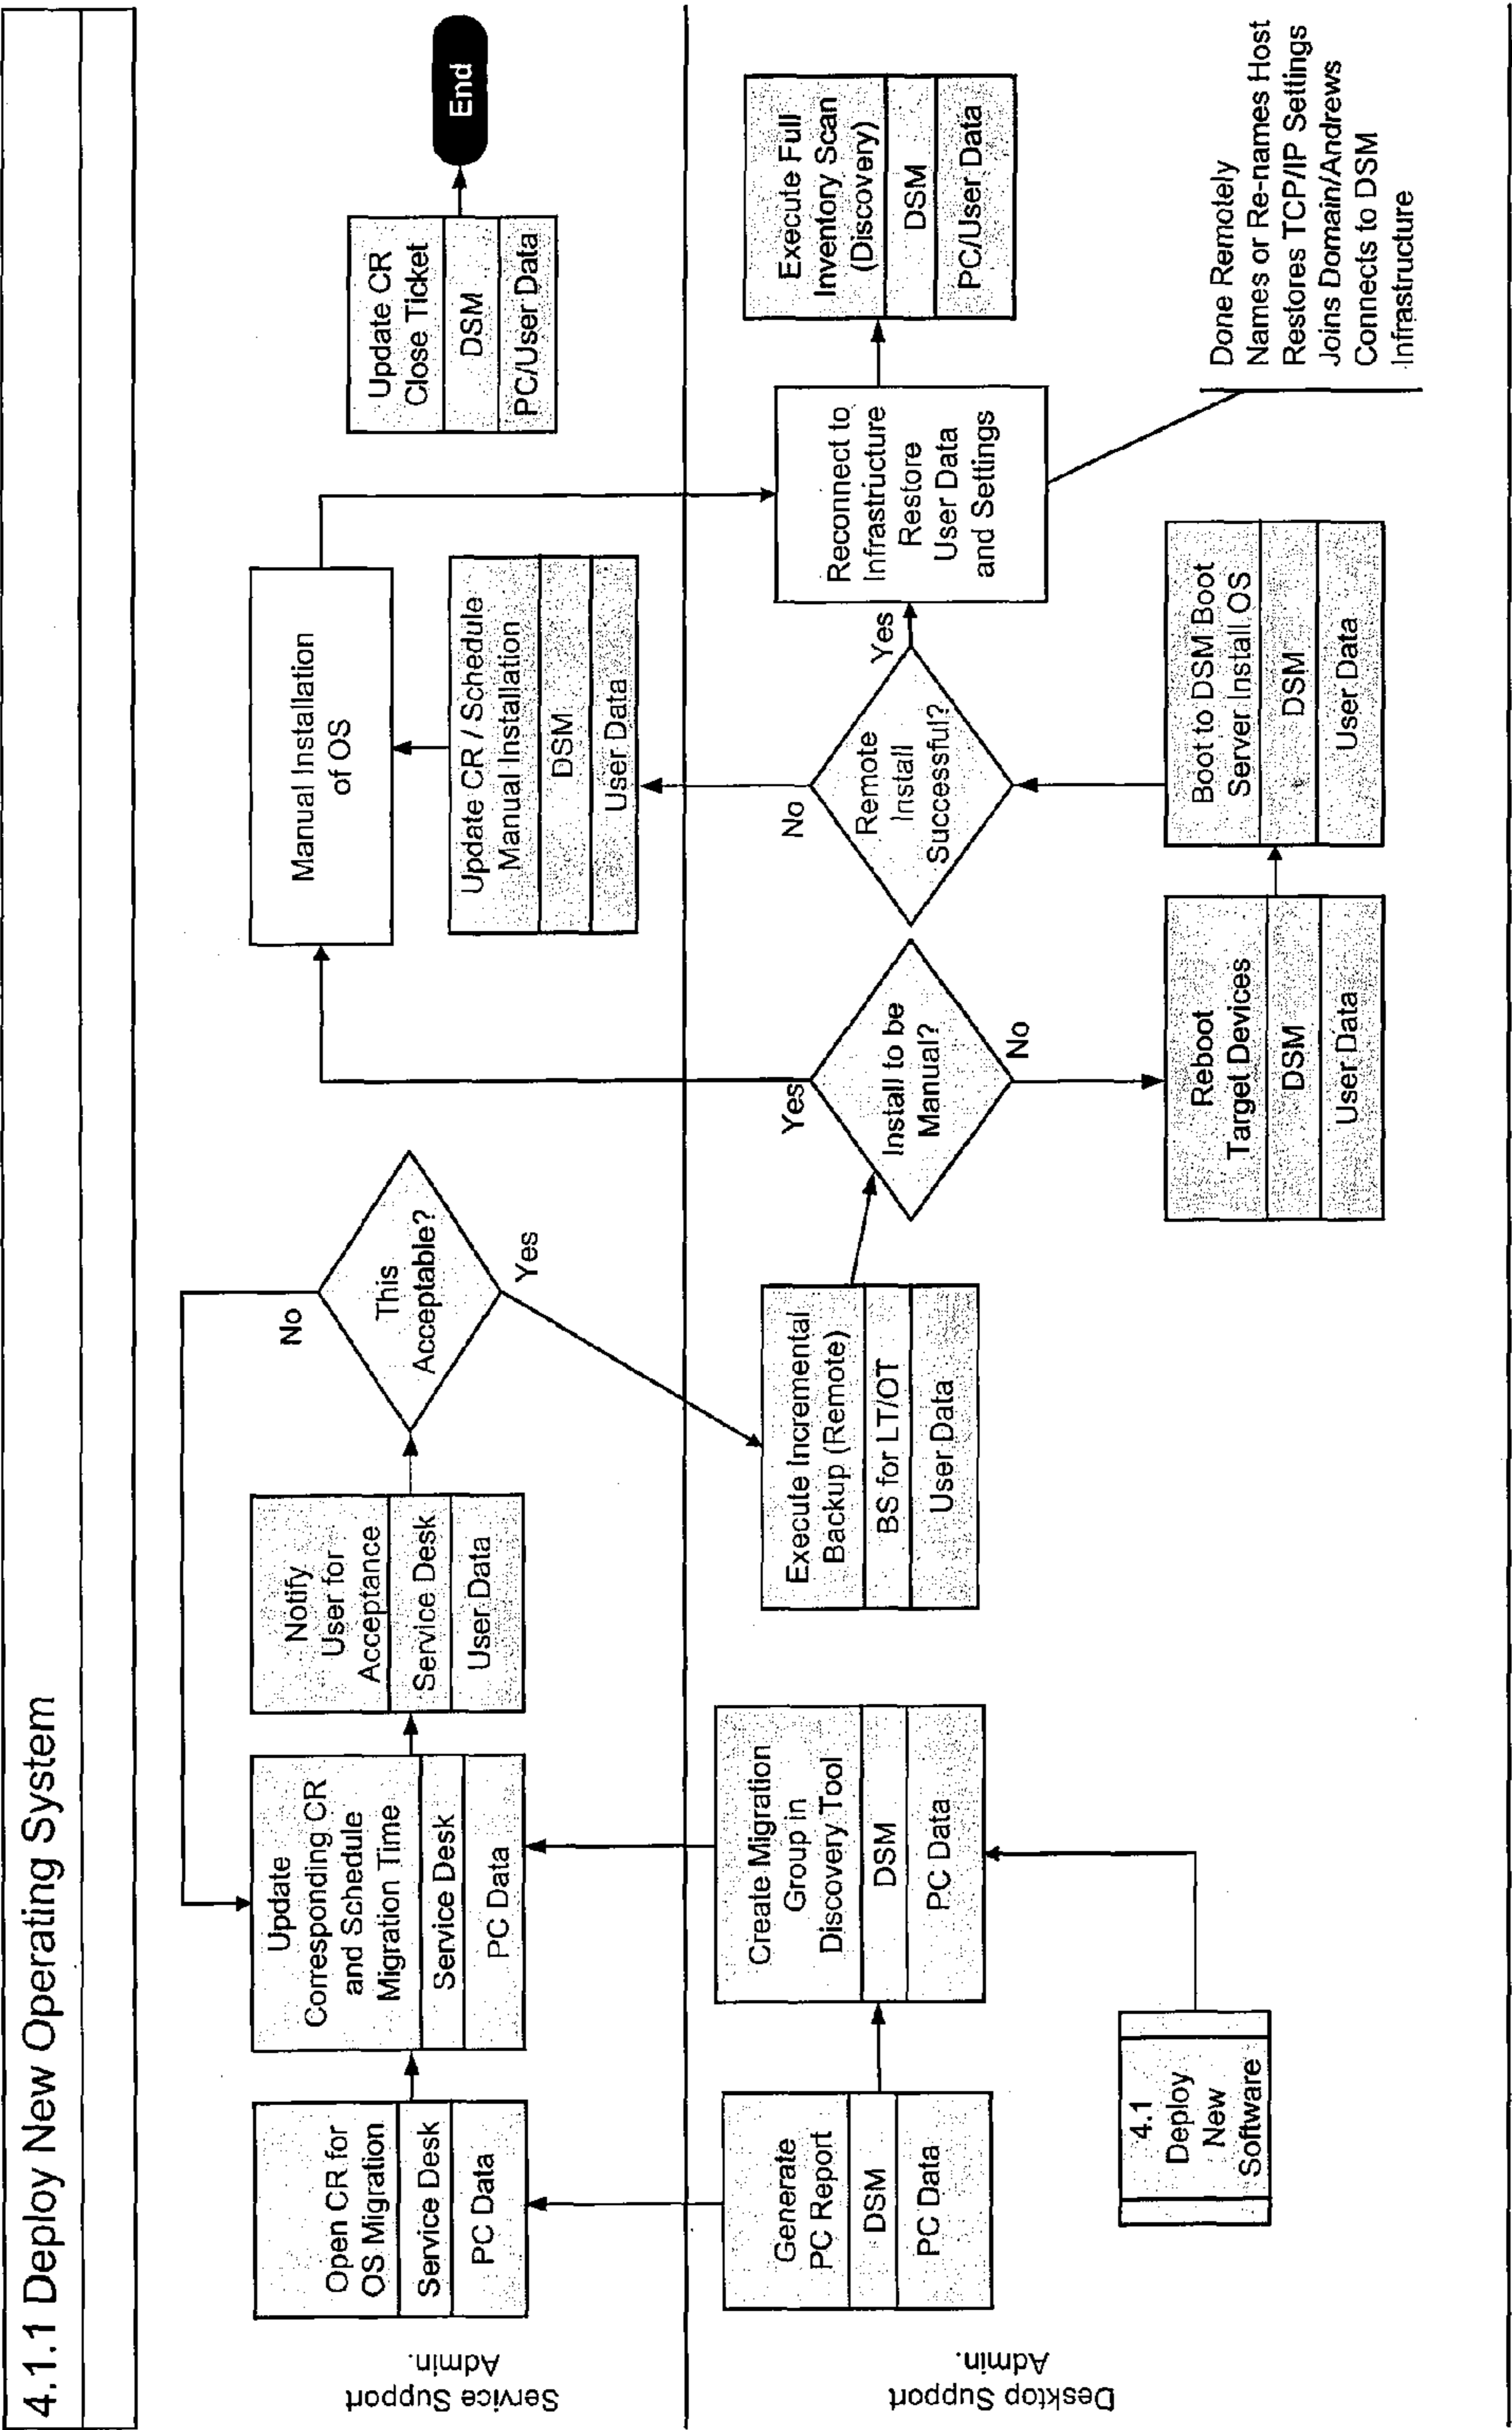 4.1.1 Deploy New Operating System
Service Support
Admin.
Open CR for
OS Migration
Service Desk
PC Data
Update
Corresponding CR
and Schedule
Migration Time
Service Desk
PC Data
Notify
User for
Acceptance
Service Desk
User Data
This
Acceptable?
No
Yes
Manual Installation
of OS
Update CR / Schedule
Manual Installation
DSM
User Data
Update CR
Close Ticket
DSM
PC/User Data
End
Desktop Support
Admin.
Generate
PC Report
DSM
PC Data
Create Migration
Group in
Discovery Tool
DSM
PC Data
4.1
Deploy
New
Software
Execute Incremental
Backup (Remote)
BS for LT/OT
User Data
Install to be
Manual?
Yes
No
Reboot
Target Devices
DSM
User Data
Boot to DSM Boot
Server Install OS
DSM
User Data
Remote
Install
Successful?
No
Yes
Reconnect to
Infrastructure
Restore
User Data
and Settings
Execute Full
Inventory Scan
(Discovery)
DSM
PC/User Data
Done Remotely
Names or Re-names Host
Restores TCP/IP Settings
Joins Domain/Andrews
Connects to DSM
Infrastructure